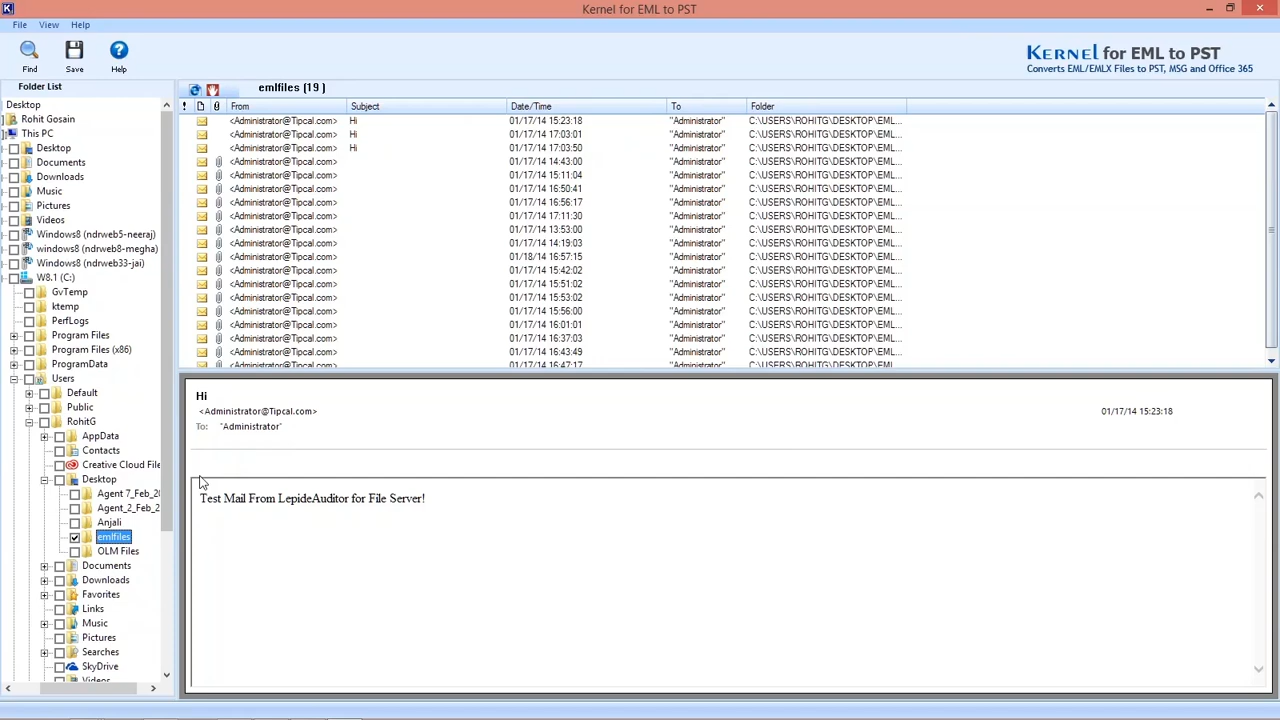 K
Kernel for EML to PST
File View Help
Find Save Help
KERNEL for EML to PST
Converts EML/EMLX Files to PST, MSG and Office 365
Folder List
Desktop
Rohit Gosain
This PC
Desktop
Documents
Downloads
Music
Pictures
Videos
Windows8 (ndrweb5-neeraj)
windows8 (ndrweb8-megha)
Windows8 (ndrweb33-jai)
W8.1 (C:)
GvTemp
ktemp
PerfLogs
Program Files
Program Files (x86)
ProgramData
Users
Default
Public
RohitG
AppData
Contacts
Creative Cloud File
Desktop
Agent 7_Feb_20
Agent_2_Feb_2
Anjali
emlfiles
OLM Files
Documents
Downloads
Favorites
Links
Music
Pictures
Searches
SkyDrive
Videos
emlfiles (19 )
! From Subject Date/Time To Folder
<Administrator@Tipcal.com> Hi 01/17/14 15:23:18 "Administrator" C:\USERS\ROHITG\DESKTOP\EML...
<Administrator@Tipcal.com> Hi 01/17/14 17:03:01 "Administrator" C:\USERS\ROHITG\DESKTOP\EML...
<Administrator@Tipcal.com> Hi 01/17/14 17:03:50 "Administrator" C:\USERS\ROHITG\DESKTOP\EML...
<Administrator@Tipcal.com> 01/17/14 14:43:00 "Administrator" C:\USERS\ROHITG\DESKTOP\EML...
<Administrator@Tipcal.com> 01/17/14 15:11:04 "Administrator" C:\USERS\ROHITG\DESKTOP\EML...
<Administrator@Tipcal.com> 01/17/14 16:50:41 "Administrator" C:\USERS\ROHITG\DESKTOP\EML...
<Administrator@Tipcal.com> 01/17/14 16:56:17 "Administrator" C:\USERS\ROHITG\DESKTOP\EML...
<Administrator@Tipcal.com> 01/17/14 17:11:30 "Administrator" C:\USERS\ROHITG\DESKTOP\EML...
<Administrator@Tipcal.com> 01/17/14 13:53:00 "Administrator" C:\USERS\ROHITG\DESKTOP\EML...
<Administrator@Tipcal.com> 01/17/14 14:19:03 "Administrator" C:\USERS\ROHITG\DESKTOP\EML...
<Administrator@Tipcal.com> 01/18/14 16:57:15 "Administrator" C:\USERS\ROHITG\DESKTOP\EML...
<Administrator@Tipcal.com> 01/17/14 15:42:02 "Administrator" C:\USERS\ROHITG\DESKTOP\EML...
<Administrator@Tipcal.com> 01/17/14 15:51:02 "Administrator" C:\USERS\ROHITG\DESKTOP\EML...
<Administrator@Tipcal.com> 01/17/14 15:53:02 "Administrator" C:\USERS\ROHITG\DESKTOP\EML...
<Administrator@Tipcal.com> 01/17/14 15:56:00 "Administrator" C:\USERS\ROHITG\DESKTOP\EML...
<Administrator@Tipcal.com> 01/17/14 16:01:01 "Administrator" C:\USERS\ROHITG\DESKTOP\EML...
<Administrator@Tipcal.com> 01/17/14 16:37:03 "Administrator" C:\USERS\ROHITG\DESKTOP\EML...
<Administrator@Tipcal.com> 01/17/14 16:43:49 "Administrator" C:\USERS\ROHITG\DESKTOP\EML...
<Administrator@Tipcal.com> 01/17/14 16:47:17 "Administrator" C:\USERS\ROHITG\DESKTOP\EML...
Hi
<Administrator@Tipcal.com> 01/17/14 15:23:18
To: "Administrator"
Test Mail From LepideAuditor for File Server!